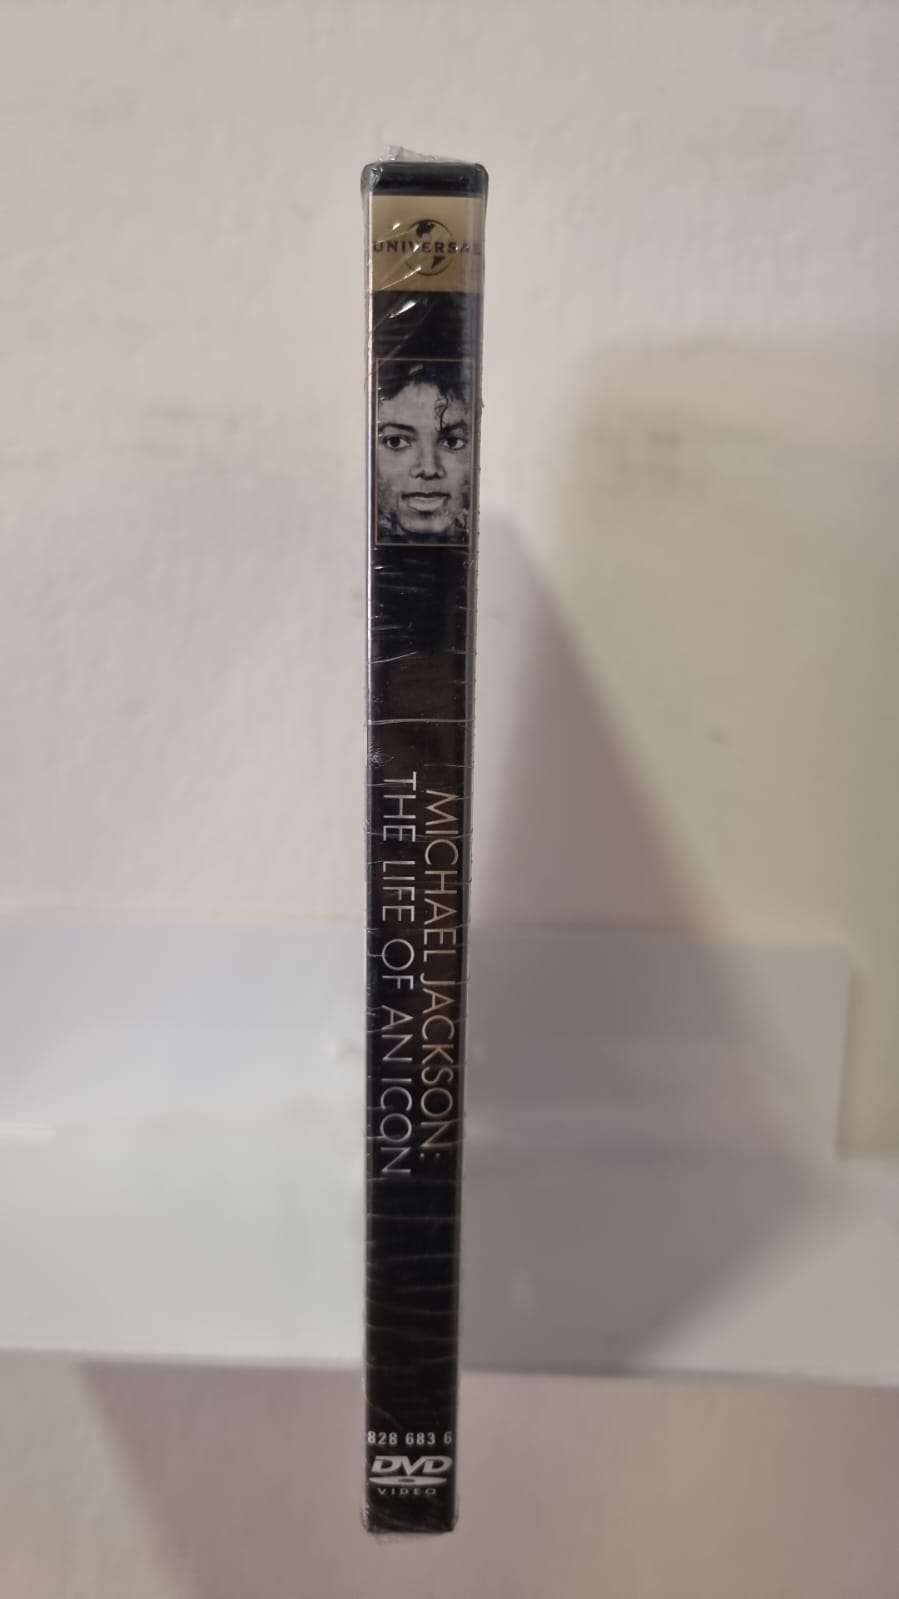 UNIVERSAL
MICHAEL JACKSON:
THE LIFE OF AN ICON
828 683 6
DVD
VIDEO